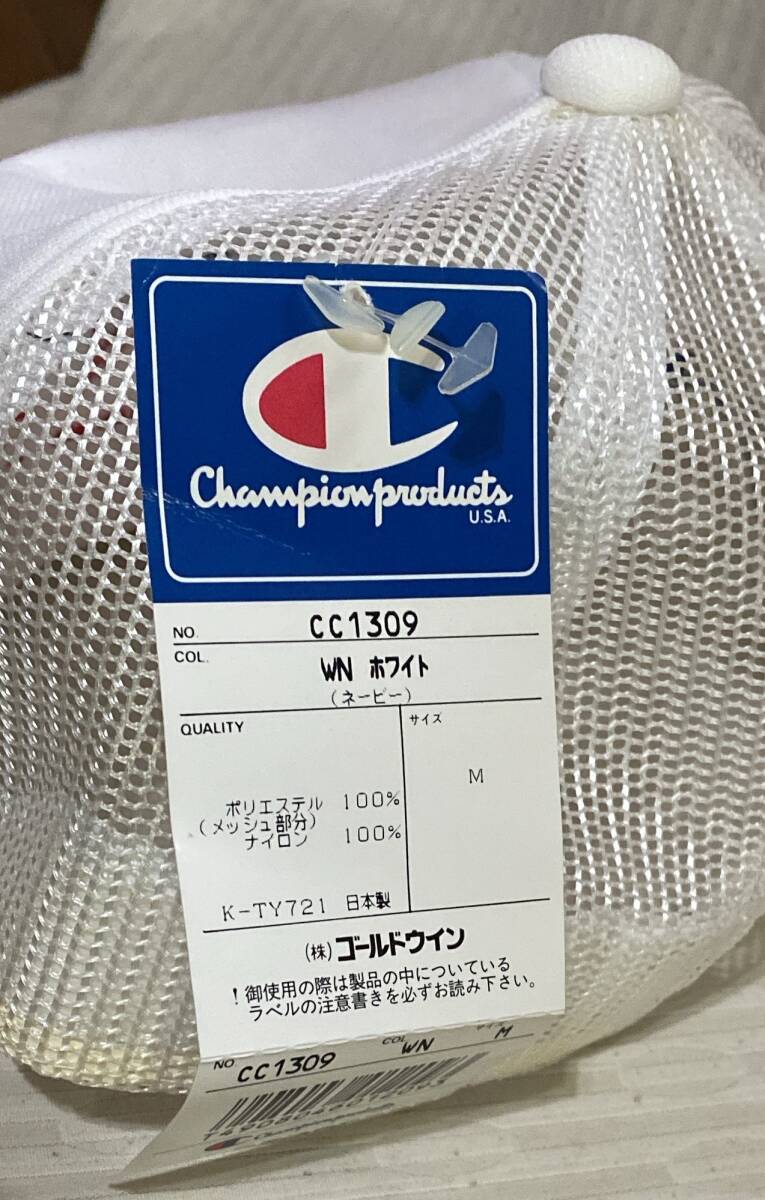 Championproducts
U.S.A.
NO. CC1309
COL. WN ホワイト
(ネービー)
QUALITY
サイズ
M
ポリエステル 100%
(メッシュ部分)
ナイロン 100%
K-TY721 日本製
(株)ゴールドウイン
!御使用の際は製品の中についている
ラベルの注意書きを必ずお読み下さい。
NO CC1309 COL WN M